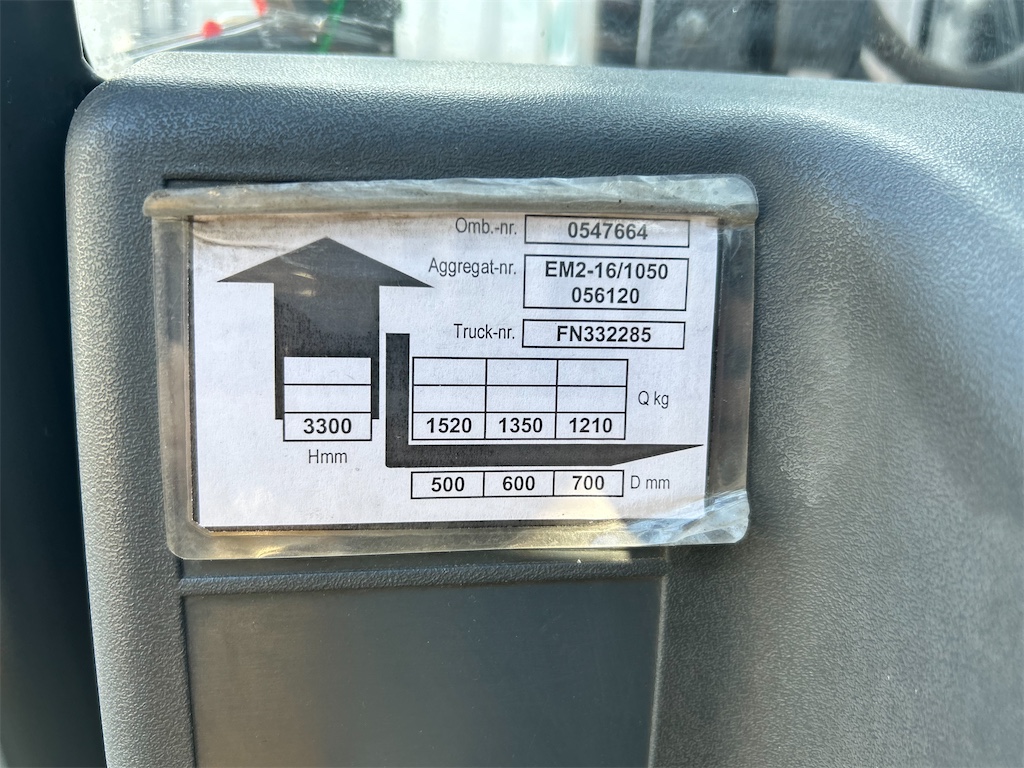 Omb.-nr. 0547664
Aggregat-nr. EM2-16/1050
056120
Truck-nr. FN332285
Q kg
3300 1520 1350 1210
Hmm
500 600 700 D mm